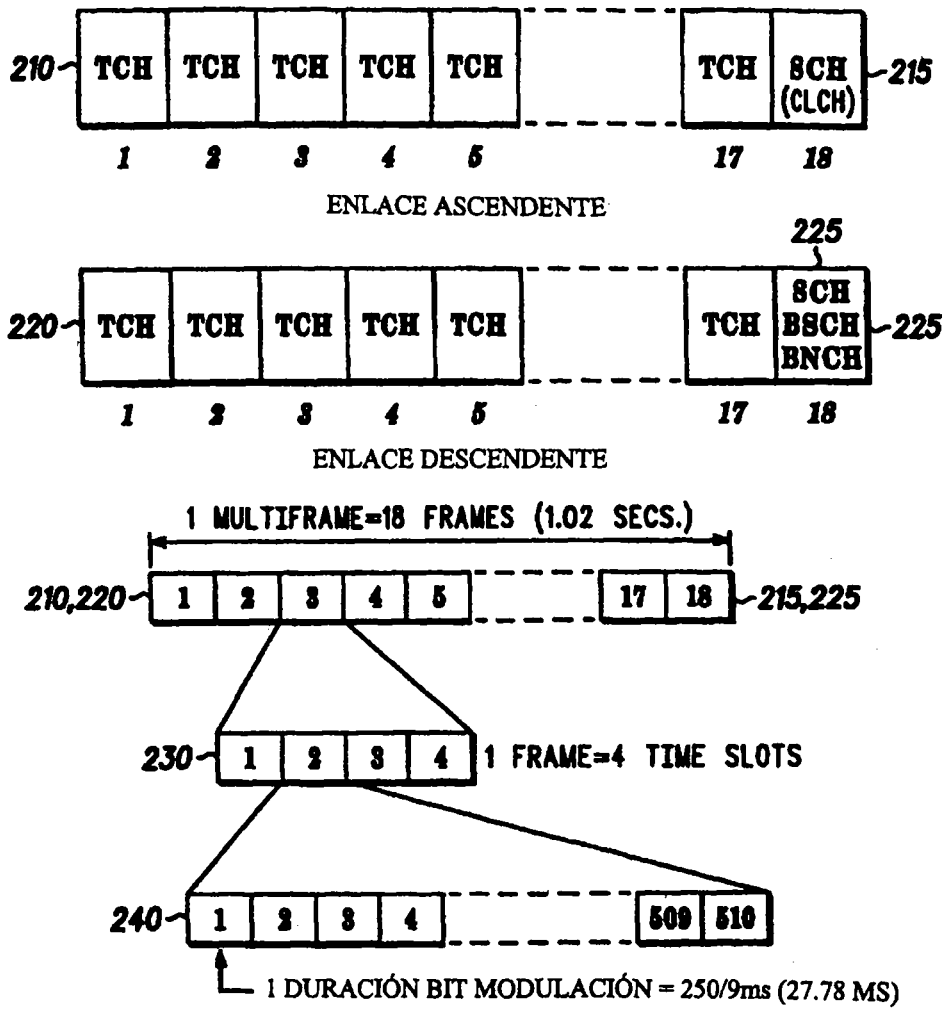 210 TCH TCH TCH TCH TCH TCH SCH (CLCH) 215
1 2 3 4 5 17 18
ENLACE ASCENDENTE
225
220 TCH TCH TCH TCH TCH TCH SCH BSCH BNCH 225
1 2 3 4 5 17 18
ENLACE DESCENDENTE
1 MULTIFRAME=18 FRAMES (1.02 SECS.)
210,220 1 2 3 4 5 17 18 215,225
230 1 2 3 4 1 FRAME=4 TIME SLOTS
240 1 2 3 4 509 510
1 DURACIÓN BIT MODULACIÓN = 250/9ms (27.78 MS)